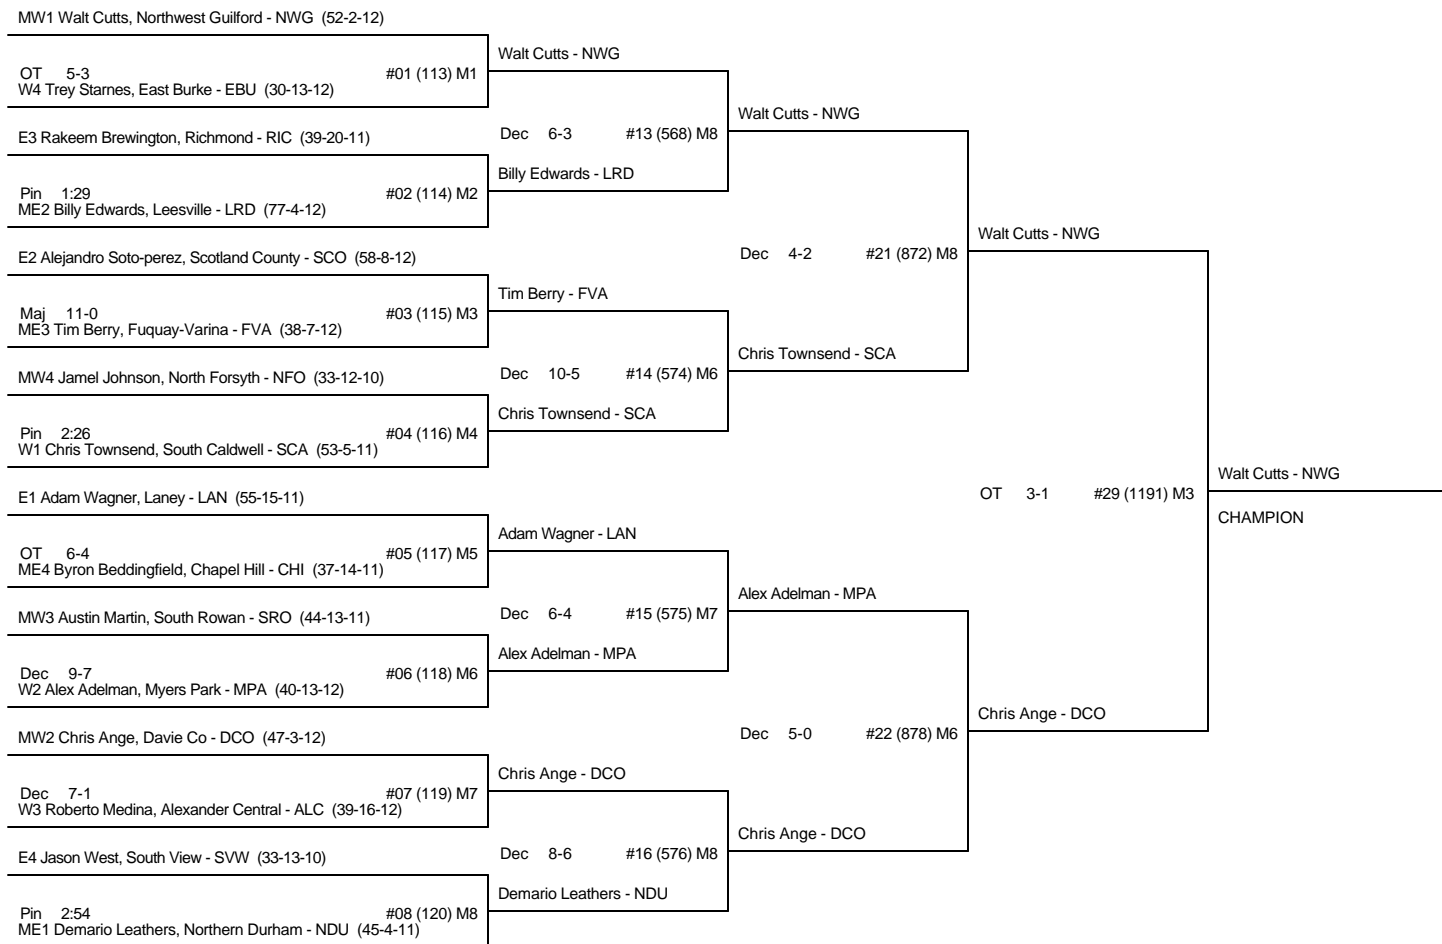 MW1 Walt Cutts, Northwest Guilford - NWG (52-2-12)
Walt Cutts - NWG
OT 5-3 #01 (113) M1
W4 Trey Starnes, East Burke - EBU (30-13-12)
Walt Cutts - NWG
E3 Rakeem Brewington, Richmond - RIC (39-20-11)
Dec 6-3 #13 (568) M8
Billy Edwards - LRD
Pin 1:29 #02 (114) M2
ME2 Billy Edwards, Leesville - LRD (77-4-12)
Walt Cutts - NWG
E2 Alejandro Soto-perez, Scotland County - SCO (58-8-12)
Dec 4-2 #21 (872) M8
Tim Berry - FVA
Maj 11-0 #03 (115) M3
ME3 Tim Berry, Fuquay-Varina - FVA (38-7-12)
Chris Townsend - SCA
MW4 Jamel Johnson, North Forsyth - NFO (33-12-10)
Dec 10-5 #14 (574) M6
Chris Townsend - SCA
Pin 2:26 #04 (116) M4
W1 Chris Townsend, South Caldwell - SCA (53-5-11)
Walt Cutts - NWG
E1 Adam Wagner, Laney - LAN (55-15-11)
OT 3-1 #29 (1191) M3
CHAMPION
Adam Wagner - LAN
OT 6-4 #05 (117) M5
ME4 Byron Beddingfield, Chapel Hill - CHI (37-14-11)
Alex Adelman - MPA
MW3 Austin Martin, South Rowan - SRO (44-13-11)
Dec 6-4 #15 (575) M7
Alex Adelman - MPA
Dec 9-7 #06 (118) M6
W2 Alex Adelman, Myers Park - MPA (40-13-12)
Chris Ange - DCO
MW2 Chris Ange, Davie Co - DCO (47-3-12)
Dec 5-0 #22 (878) M6
Chris Ange - DCO
Dec 7-1 #07 (119) M7
W3 Roberto Medina, Alexander Central - ALC (39-16-12)
Chris Ange - DCO
E4 Jason West, South View - SVW (33-13-10)
Dec 8-6 #16 (576) M8
Demario Leathers - NDU
Pin 2:54 #08 (120) M8
ME1 Demario Leathers, Northern Durham - NDU (45-4-11)